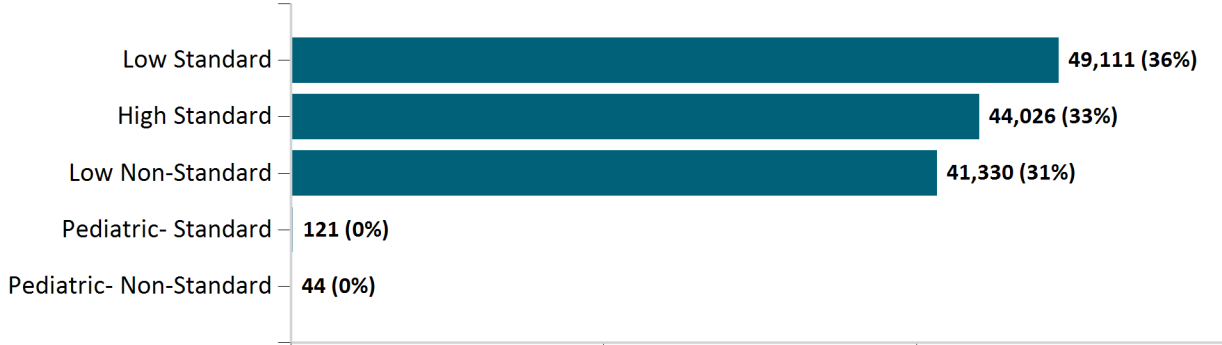 Low Standard 49,111 (36%)
High Standard 44,026 (33%)
Low Non-Standard 41,330 (31%)
Pediatric- Standard 121 (0%)
Pediatric- Non-Standard 44 (0%)